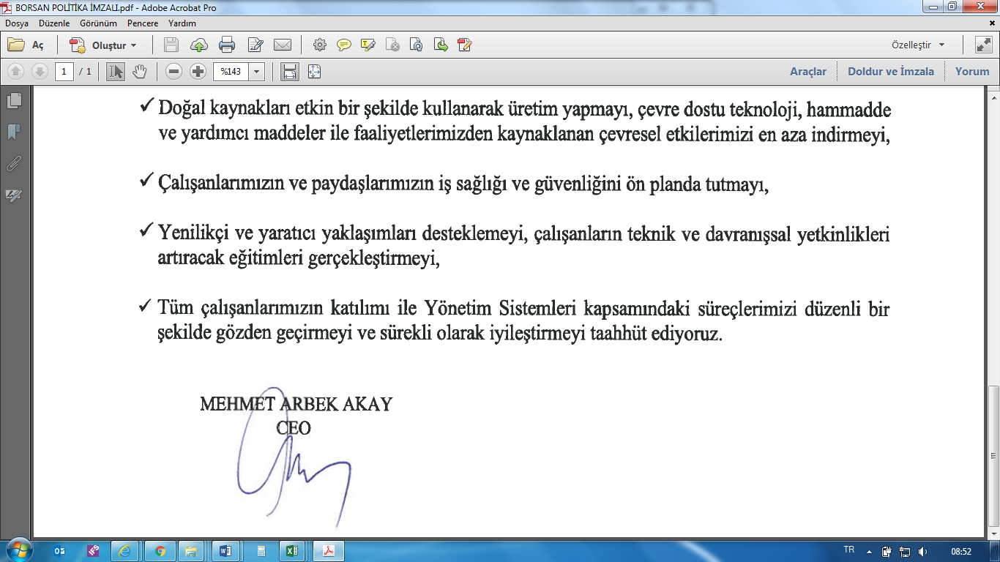 BORSAN POLİTİKA İMZALI.pdf - Adobe Acrobat Pro
Dosya Düzenle Görünüm Pencere Yardım
Aç Oluştur Özelleştir
1 / 1 %143 Araçlar Doldur ve İmzala Yorum
✓ Doğal kaynakları etkin bir şekilde kullanarak üretim yapmayı, çevre dostu teknoloji, hammadde
ve yardımcı maddeler ile faaliyetlerimizden kaynaklanan çevresel etkilerimizi en aza indirmeyi,
✓ Çalışanlarımızın ve paydaşlarımızın iş sağlığı ve güvenliğini ön planda tutmayı,
✓ Yenilikçi ve yaratıcı yaklaşımları desteklemeyi, çalışanların teknik ve davranışsal yetkinlikleri
artıracak eğitimleri gerçekleştirmeyi,
✓ Tüm çalışanlarımızın katılımı ile Yönetim Sistemleri kapsamındaki süreçlerimizi düzenli bir
şekilde gözden geçirmeyi ve sürekli olarak iyileştirmeyi taahhüt ediyoruz.
MEHMET ARBEK AKAY
CEO
TR 08:52